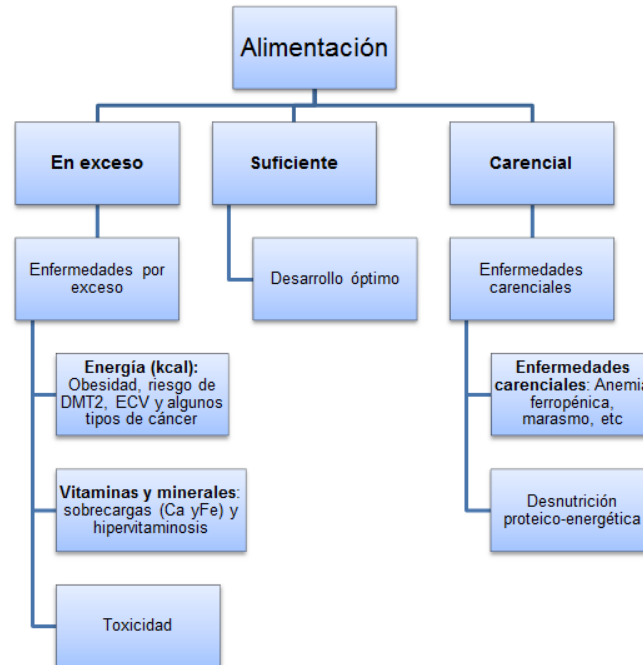 Alimentación
En exceso
Suficiente
Carencial
Enfermedades por
exceso
Desarrollo óptimo
Enfermedades
carenciales
Energía (kcal):
Obesidad, riesgo de
DMT2, ECV y algunos
tipos de cáncer
Enfermedades
carenciales: Anemia
ferropénica,
marasmo, etc
Vitaminas y minerales:
sobrecargas (Ca yFe) y
hipervitaminosis
Desnutrición
proteico-energética
Toxicidad